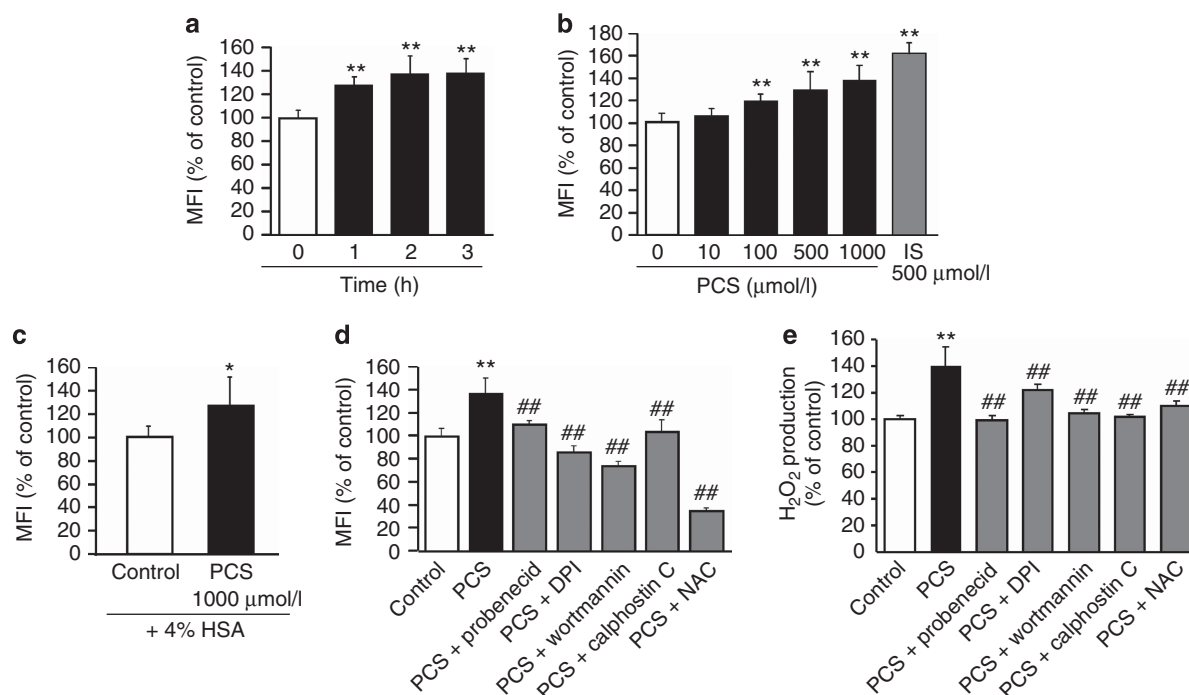 a
MFI (% of control)
160
140
120
100
80
60
40
20
0
** ** **
0 1 2 3
Time (h)
b
MFI (% of control)
180
160
140
120
100
80
60
40
20
0
** ** ** **
0 10 100 500 1000 IS
PCS (μmol/l) 500 μmol/l
c
MFI (% of control)
160
140
120
100
80
60
40
20
0
*
Control PCS
1000 μmol/l
+ 4% HSA
d
MFI (% of control)
160
140
120
100
80
60
40
20
0
** ## ## ## ## ##
Control
PCS
PCS + probenecid
PCS + DPI
PCS + wortmannin
PCS + calphostin C
PCS + NAC
e
H2O2 production
(% of control)
160
140
120
100
80
60
40
20
0
** ## ## ## ## ##
Control
PCS
PCS + probenecid
PCS + DPI
PCS + wortmannin
PCS + calphostin C
PCS + NAC